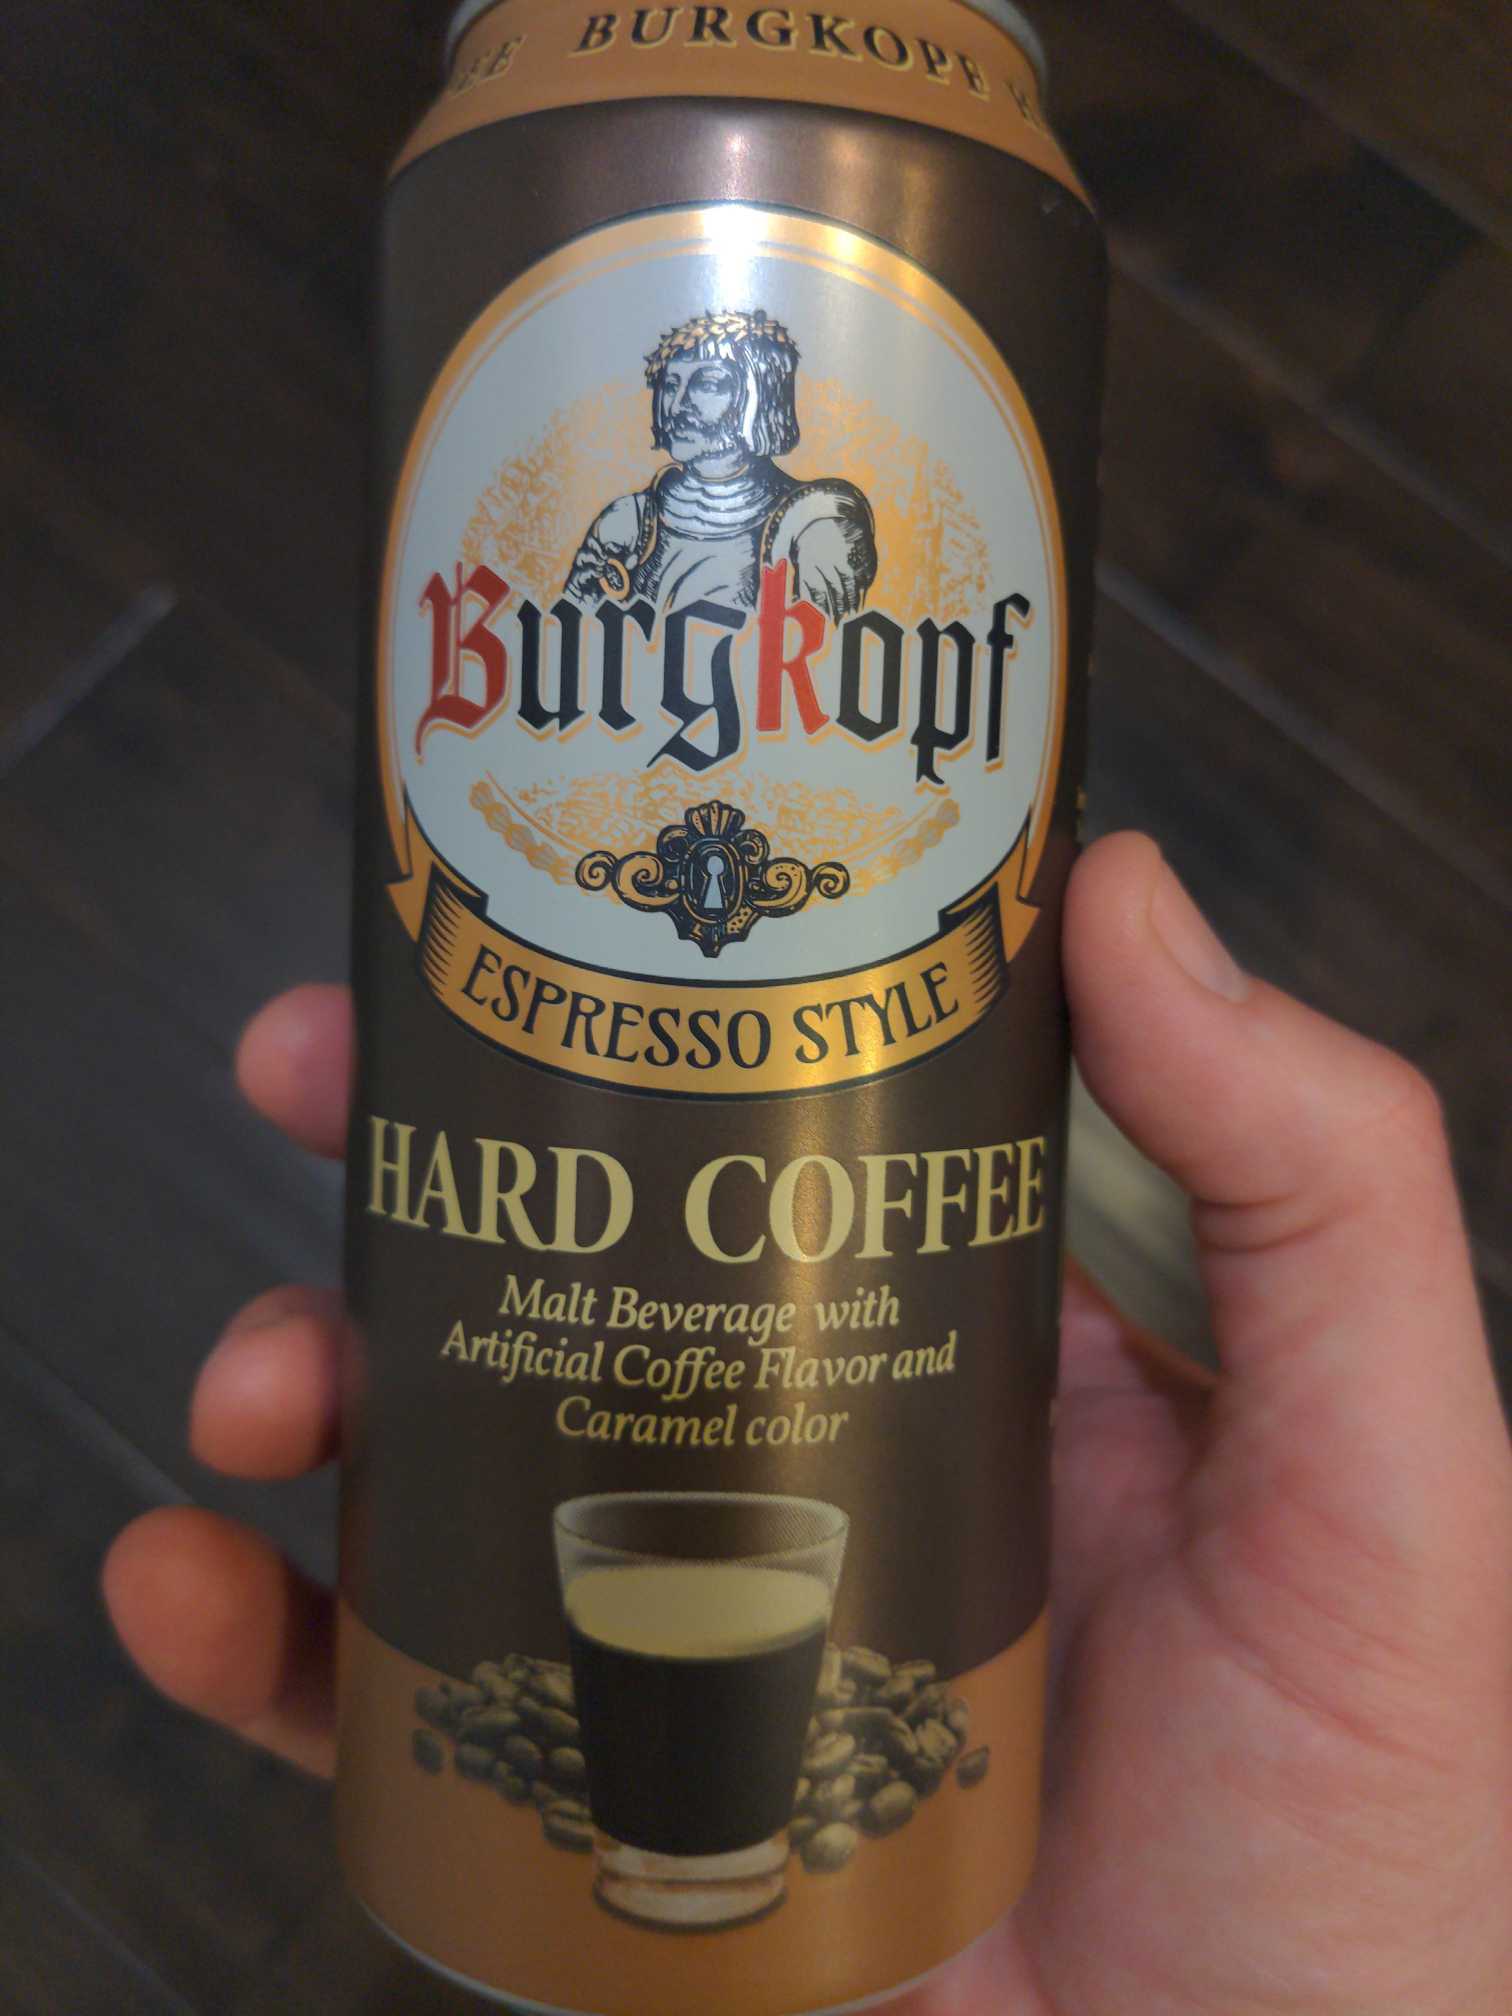 BURGKOPF
Burgkopf
ESPRESSO STYLE
HARD COFFEE
Malt Beverage with
Artificial Coffee Flavor and
Caramel color